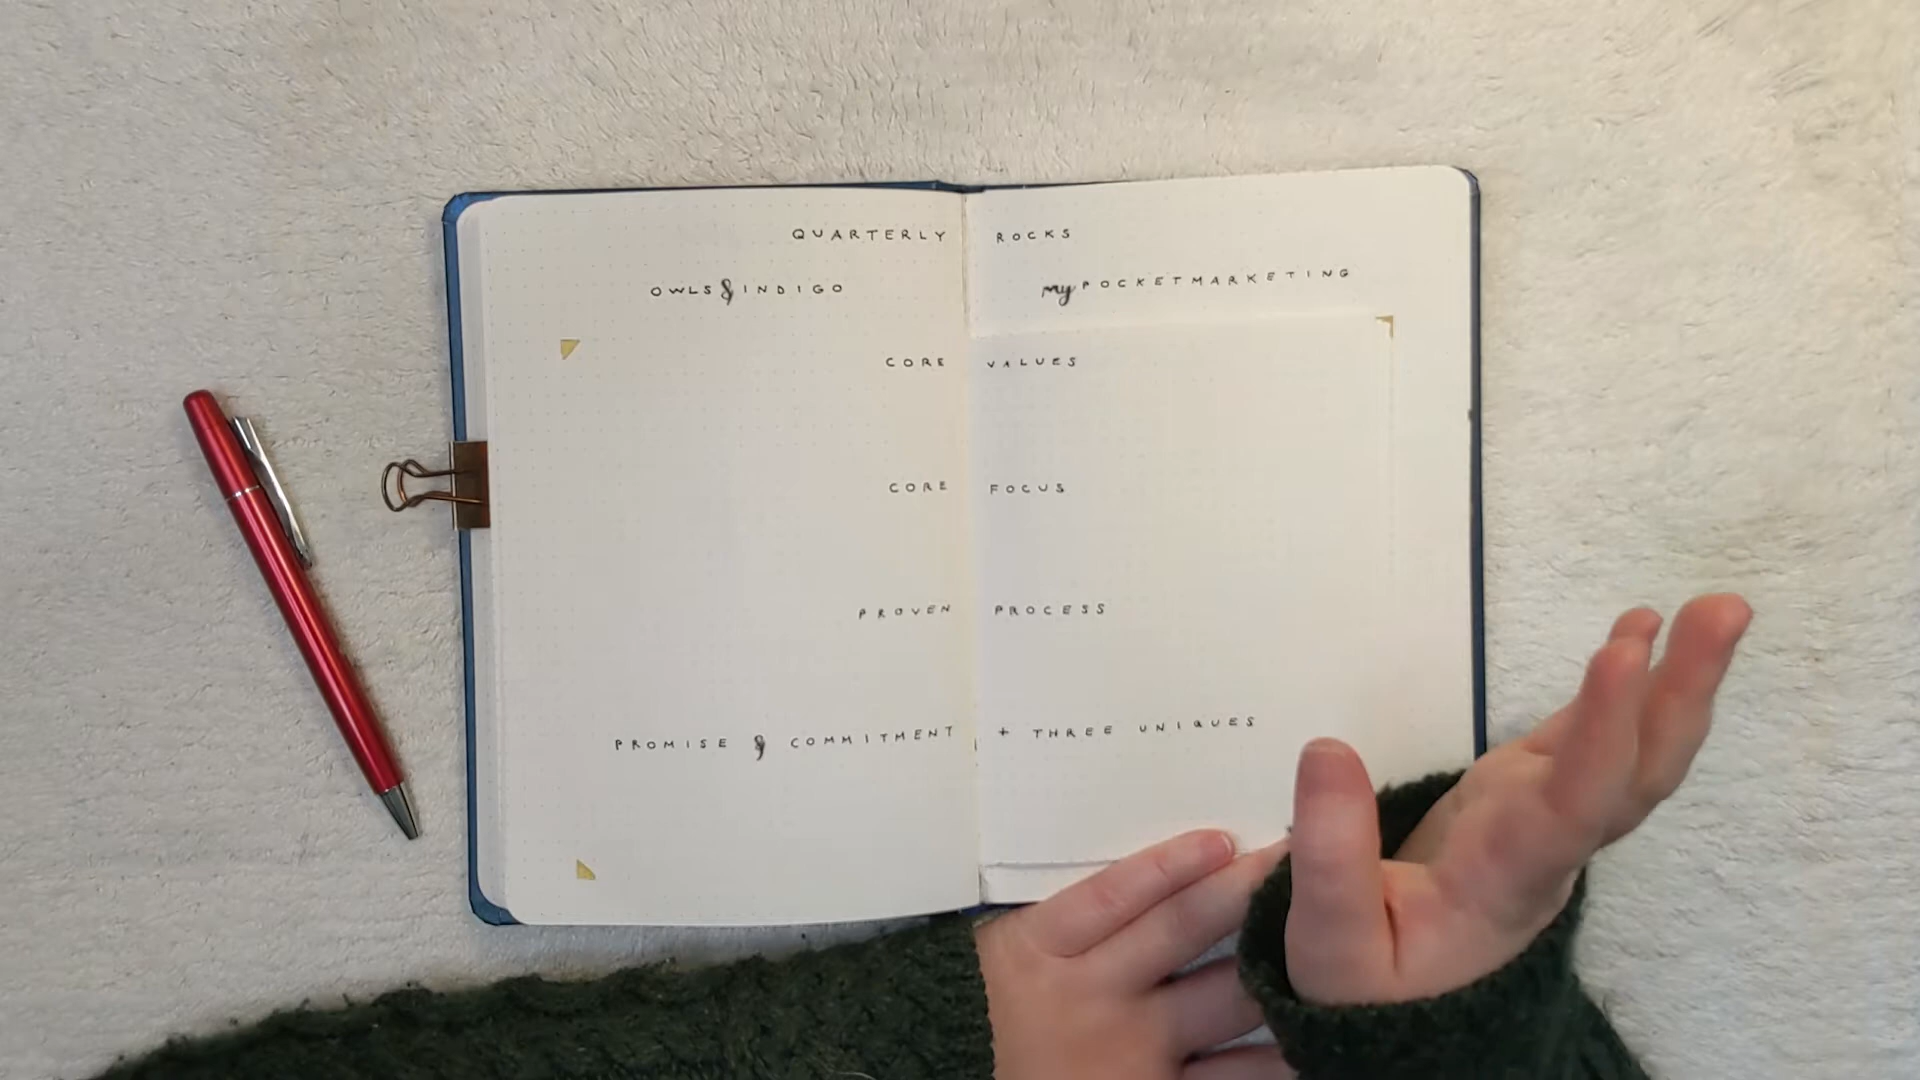 QUARTERLY ROCKS
OWLS & INDIGO
my POCKETMARKETING
CORE VALUES
CORE FOCUS
PROVEN PROCESS
PROMISE & COMMITMENT + THREE UNIQUES